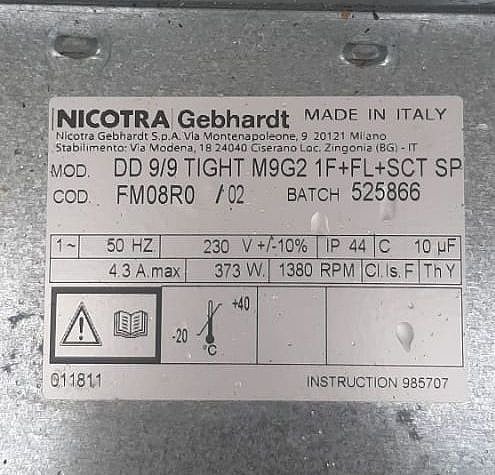 NICOTRA Gebhardt MADE IN ITALY
Nicotra Gebhardt S.p.A. Via Montenapoleone, 9 20121 Milano
Stabilimento: Via Modena, 18 24040 Ciserano Loc. Zingonia (BG) - IT
MOD. DD 9/9 TIGHT M9G2 1F+FL+SCT SP
COD. FM08R0 /02 BATCH 525866
1~ 50 HZ. 230 V +/-10% IP 44 C 10 µF
4.3 A.max 373 W. 1380 RPM Cl.Is.F Th Y
-20 +40
°C
011811 INSTRUCTION 985707